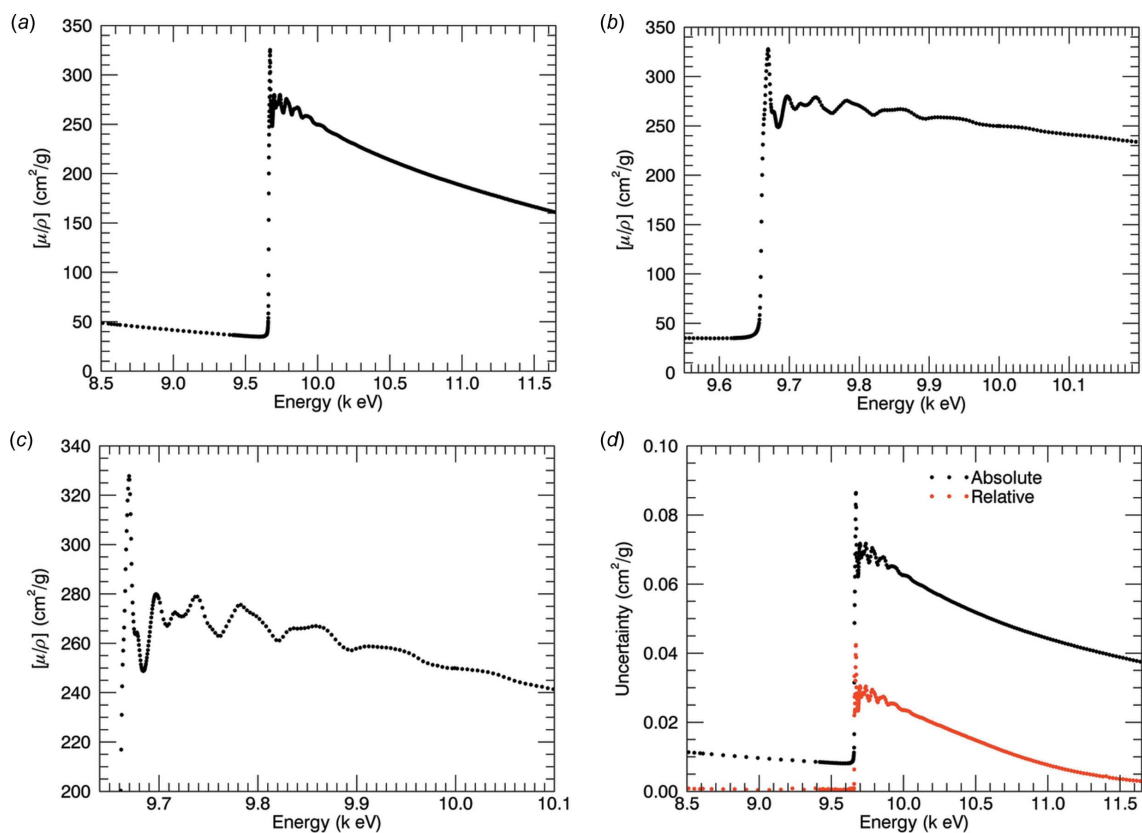 (a)
350
300
250
200
150
100
50
0
[μ/ρ] (cm²/g)
8.5 9.0 9.5 10.0 10.5 11.0 11.5
Energy (k eV)
(b)
350
300
250
200
150
100
50
0
[μ/ρ] (cm²/g)
9.6 9.7 9.8 9.9 10.0 10.1
Energy (k eV)
(c)
340
320
300
280
260
240
220
200
[μ/ρ] (cm²/g)
9.7 9.8 9.9 10.0 10.1
Energy (k eV)
(d)
0.10
0.08
0.06
0.04
0.02
0.00
Uncertainty (cm²/g)
Absolute
Relative
8.5 9.0 9.5 10.0 10.5 11.0 11.5
Energy (k eV)